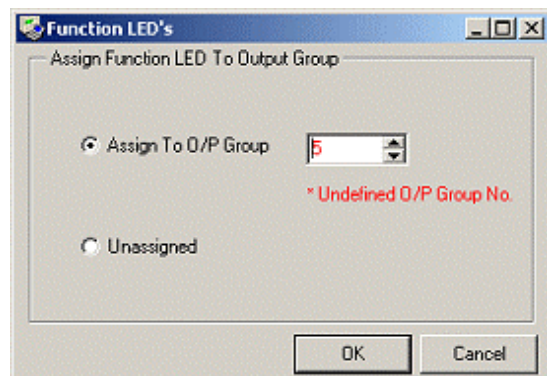 Function LED's
Assign Function LED To Output Group
Assign To O/P Group
5
* Undefined O/P Group No.
Unassigned
OK
Cancel